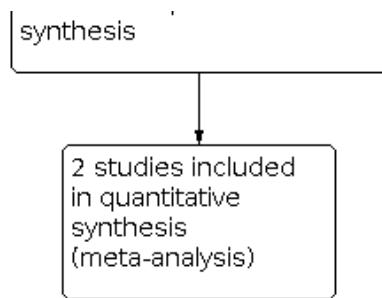 synthesis
2 studies included
in quantitative
synthesis
(meta-analysis)